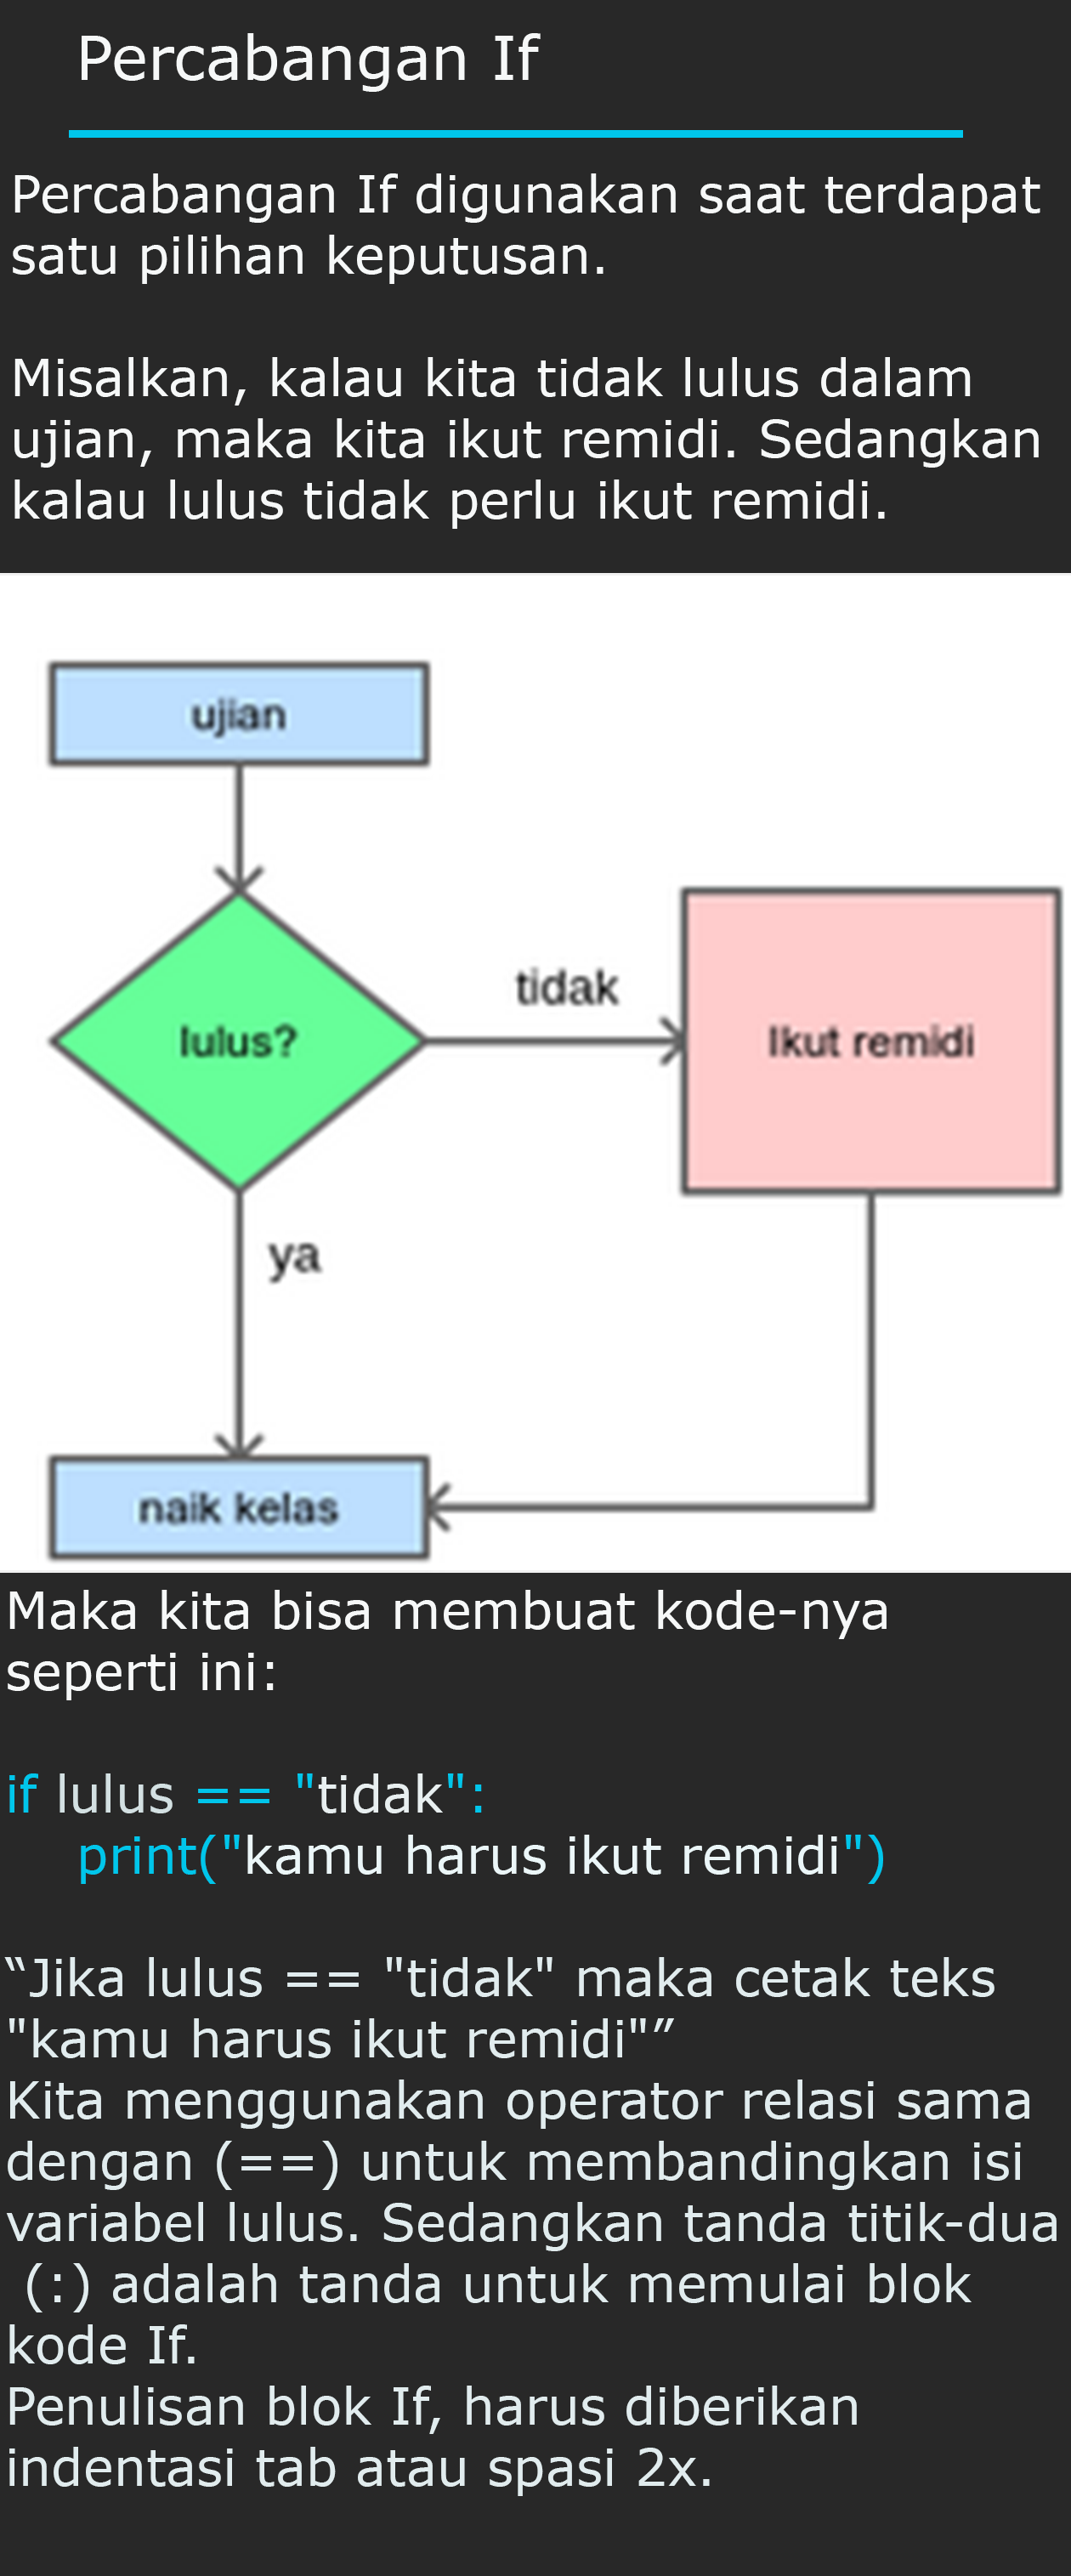 Percabangan If
Percabangan If digunakan saat terdapat
satu pilihan keputusan.
Misalkan, kalau kita tidak lulus dalam
ujian, maka kita ikut remidi. Sedangkan
kalau lulus tidak perlu ikut remidi.
ujian
lulus?
tidak
Ikut remidi
ya
naik kelas
Maka kita bisa membuat kode-nya
seperti ini:
if lulus == "tidak":
    print("kamu harus ikut remidi")
“Jika lulus == "tidak" maka cetak teks
"kamu harus ikut remidi"”
Kita menggunakan operator relasi sama
dengan (==) untuk membandingkan isi
variabel lulus. Sedangkan tanda titik-dua
(:) adalah tanda untuk memulai blok
kode If.
Penulisan blok If, harus diberikan
indentasi tab atau spasi 2x.